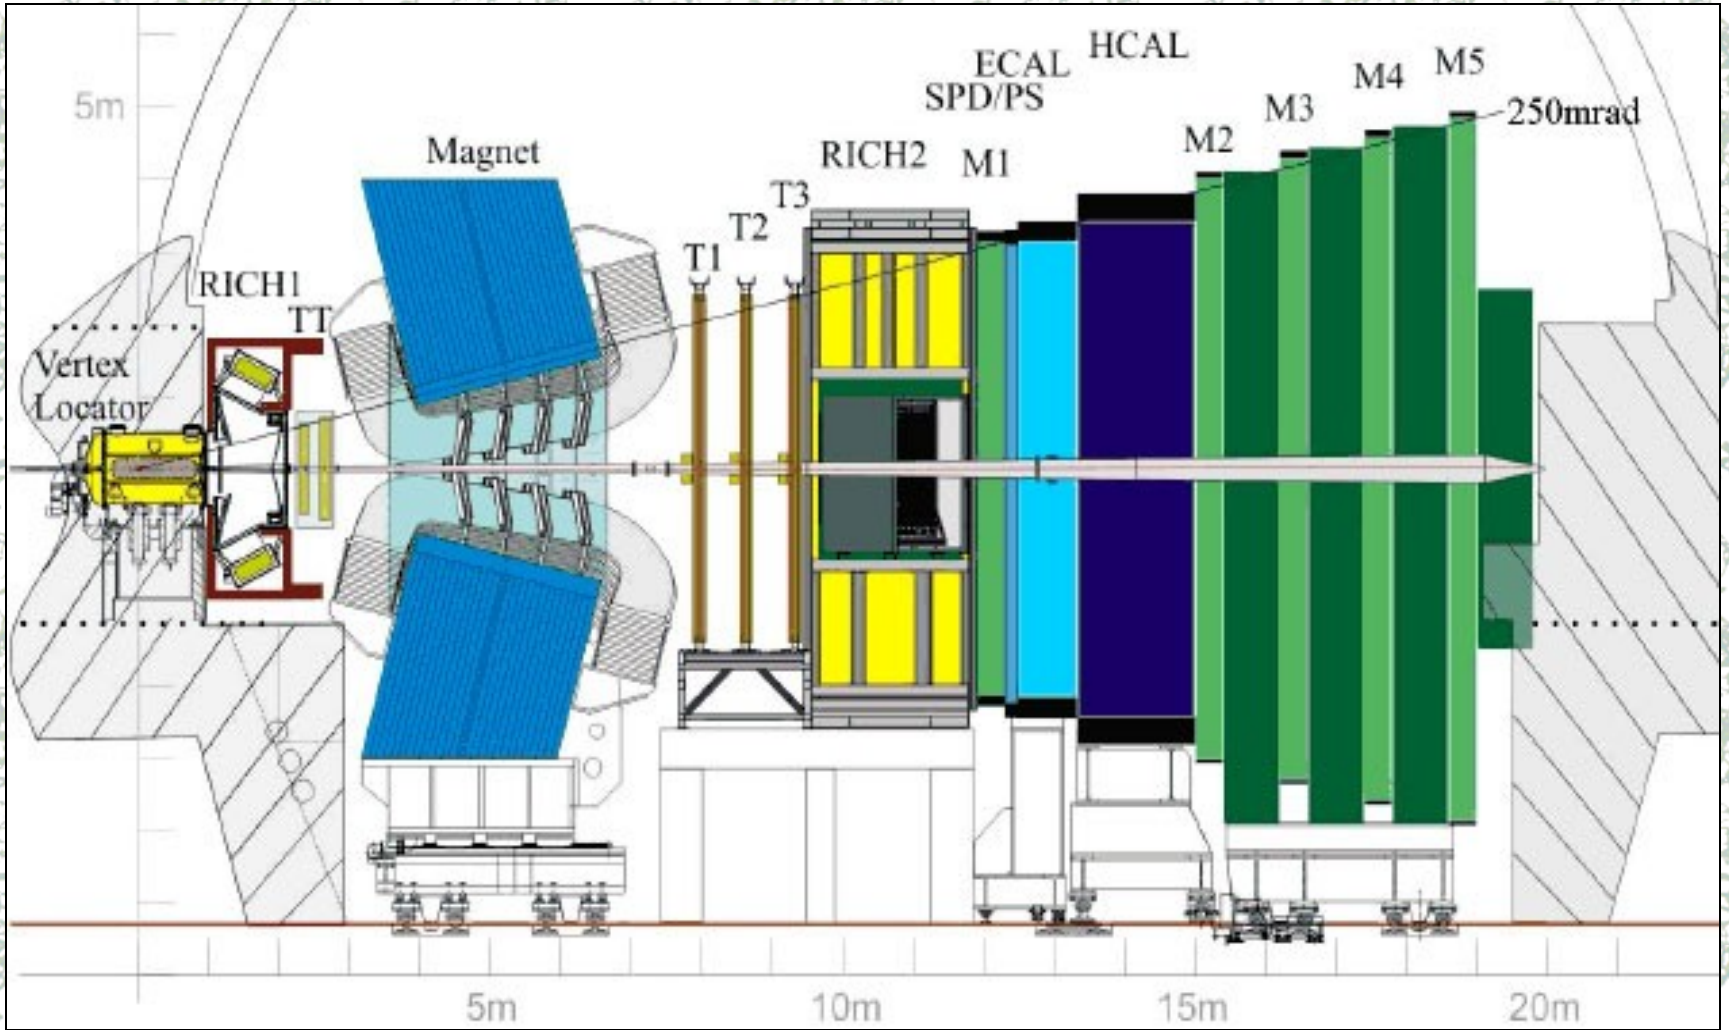 HCAL
ECAL
SPD/PS
M5
M4
M3
M2
M1
250mrad
5m
Magnet
RICH2
T3
T2
T1
RICH1
TT
Vertex
Locator
5m
10m
15m
20m